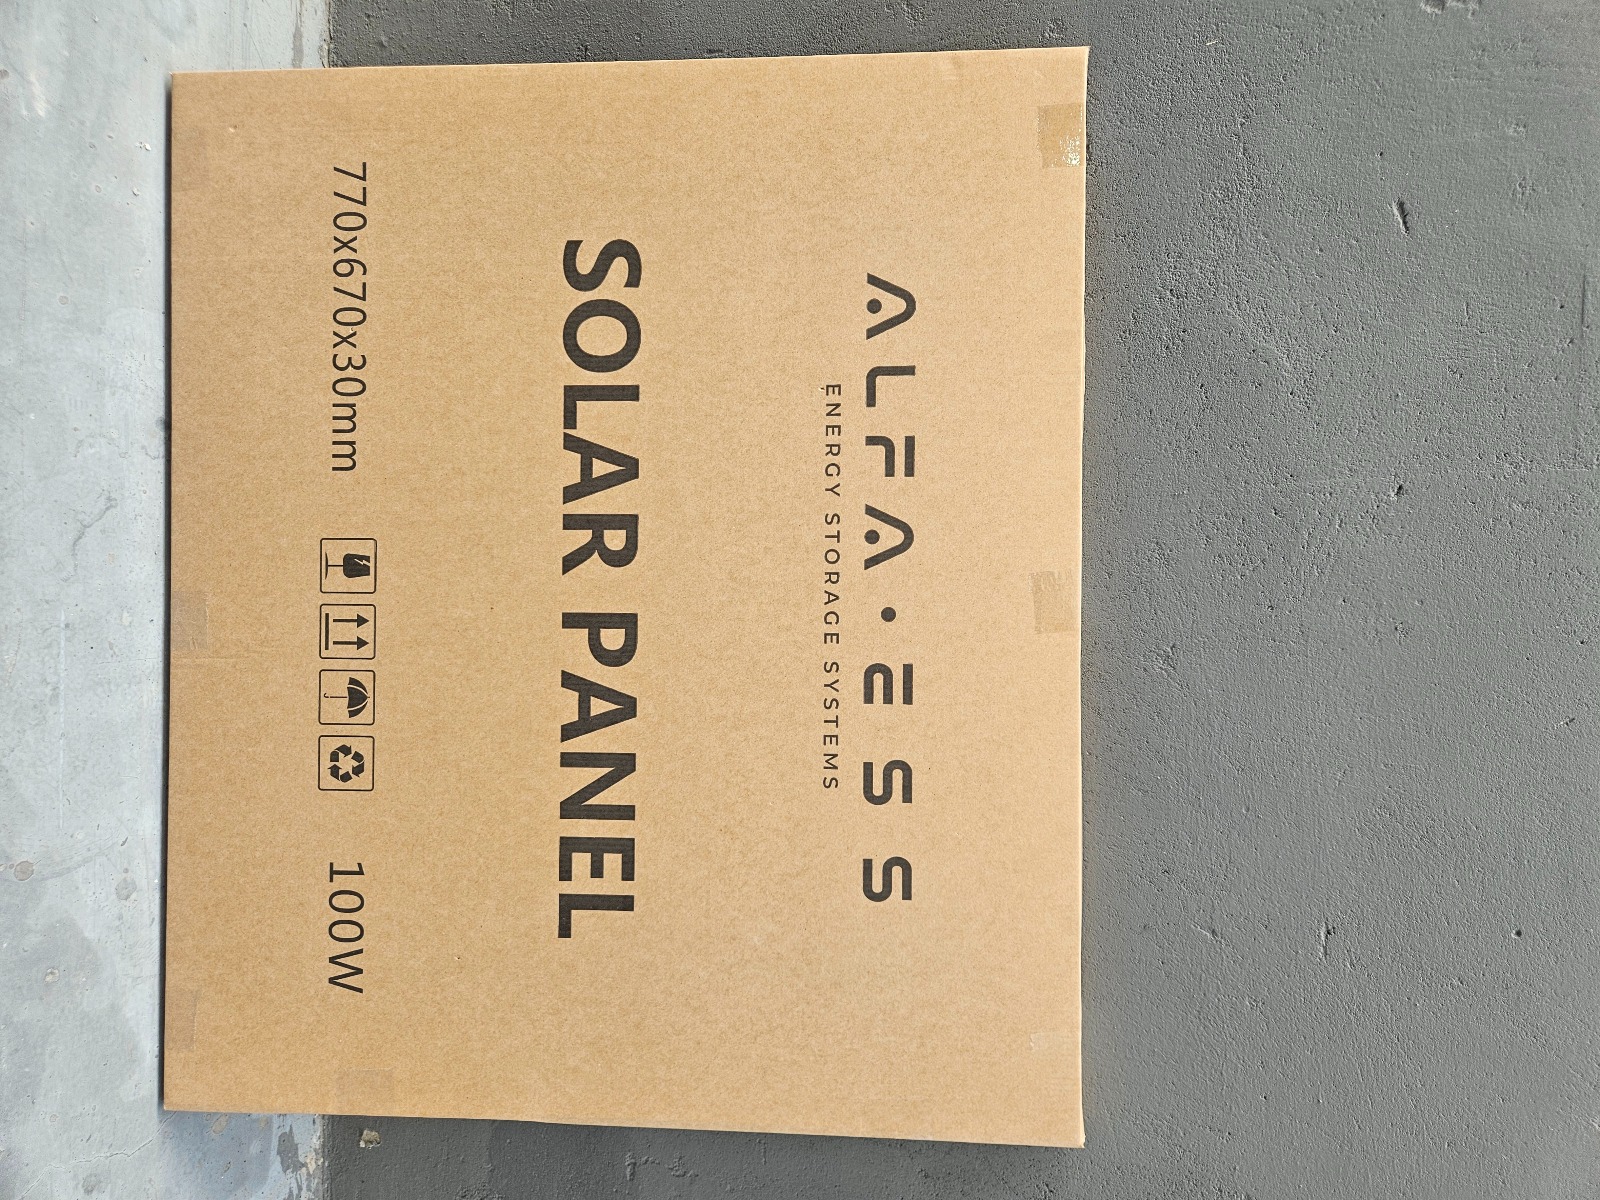 ALFA•ESS
ENERGY STORAGE SYSTEMS
SOLAR PANEL
770x670x30mm 100W